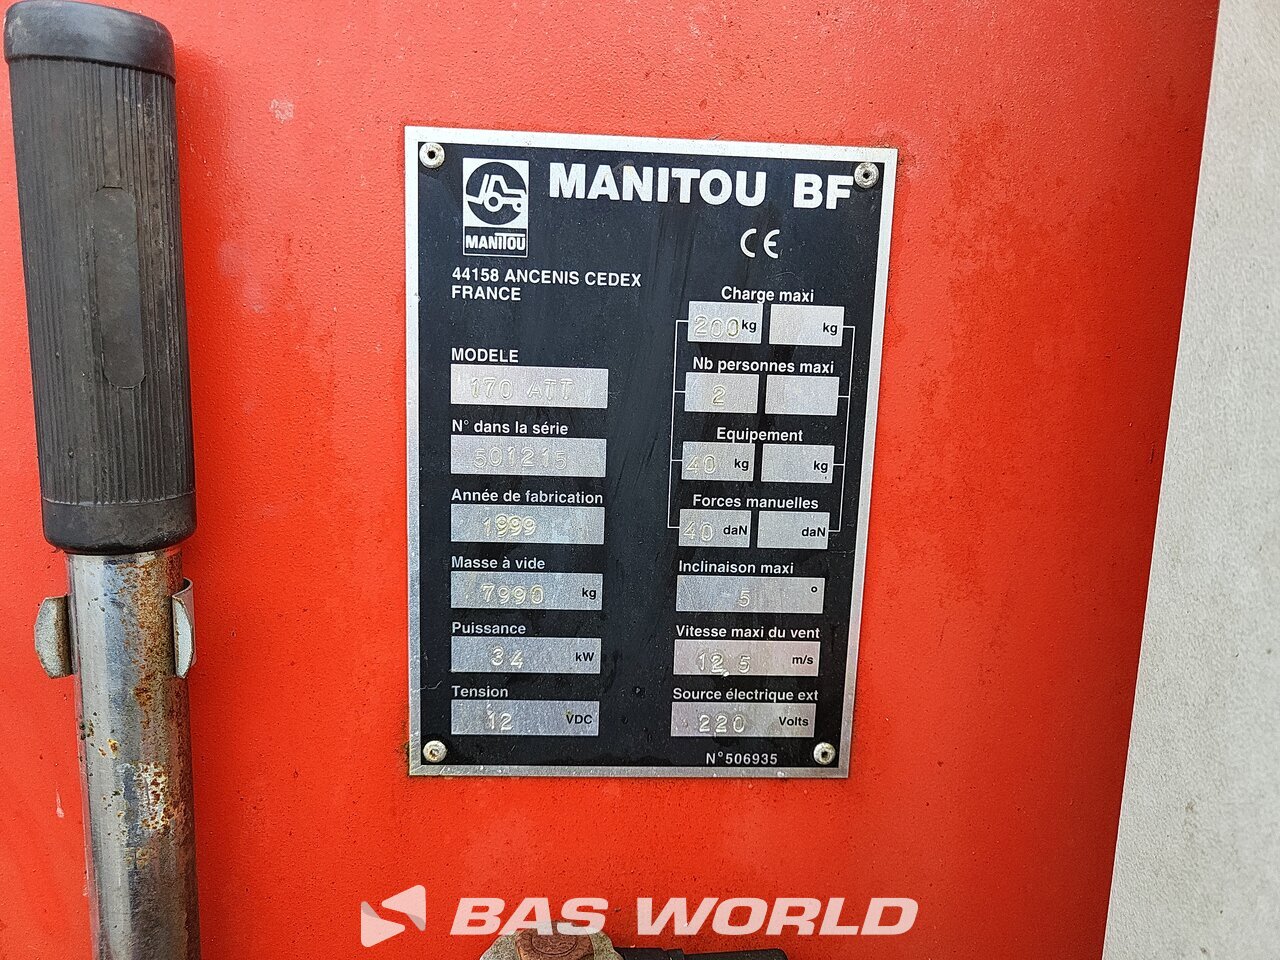 MANITOU BF
MANITOU
CE
44158 ANCENIS CEDEX
FRANCE
MODELE
170 ATT
N° dans la série
501215
Année de fabrication
1999
Masse à vide
7990 kg
Puissance
34 kW
Tension
12 VDC
Charge maxi
200 kg kg
Nb personnes maxi
2
Equipement
40 kg kg
Forces manuelles
40 daN daN
Inclinaison maxi
5 °
Vitesse maxi du vent
12,5 m/s
Source électrique ext
220 Volts
N°506935
BAS WORLD